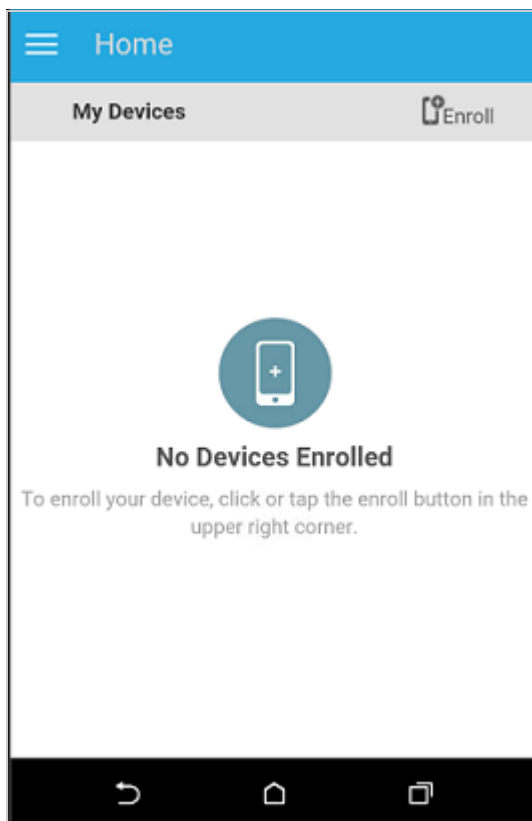 Home
My Devices
Enroll
No Devices Enrolled
To enroll your device, click or tap the enroll button in the
upper right corner.